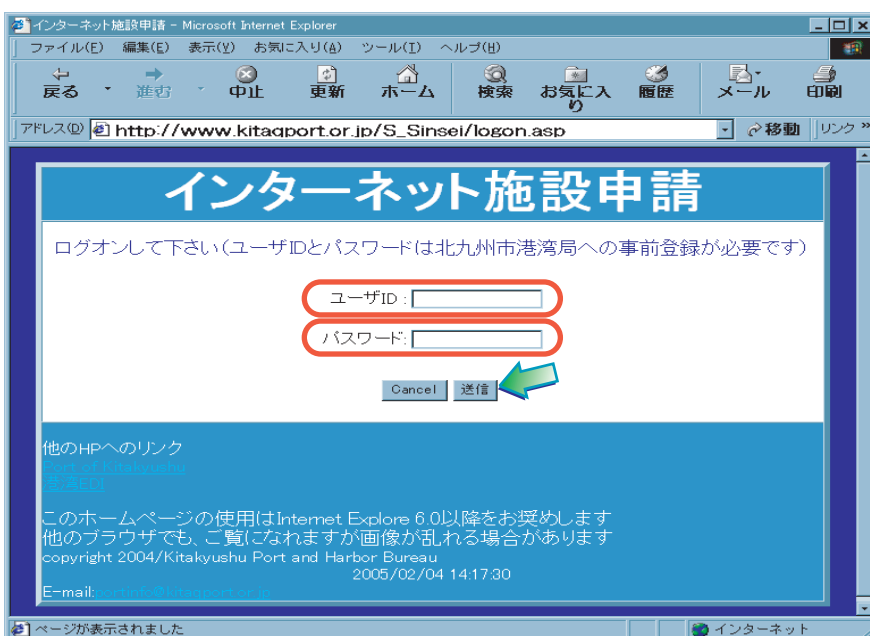 インターネット施設申請 - Microsoft Internet Explorer
ファイル(F) 編集(E) 表示(V) お気に入り(A) ツール(T) ヘルプ(H)
戻る 進む 中止 更新 ホーム 検索 お気に入り 履歴 メール 印刷
アドレス(D) http://www.kitaqport.or.jp/S_Sinsei/logon.asp 移動 リンク »
インターネット施設申請
ログオンして下さい(ユーザIDとパスワードは北九州市港湾局への事前登録が必要です)
ユーザID :
パスワード:
Cancel 送信
他のHPへのリンク
Port of Kitakyushu
港湾EDI
このホームページの使用はInternet Explore 6.0以降をお奨めします
他のブラウザでも、ご覧になれますが画像が乱れる場合があります
copyright 2004/Kitakyushu Port and Harbor Bureau
2005/02/04 14:17:30
E-mail:portinfo@kitaqport.or.jp
ページが表示されました インターネット